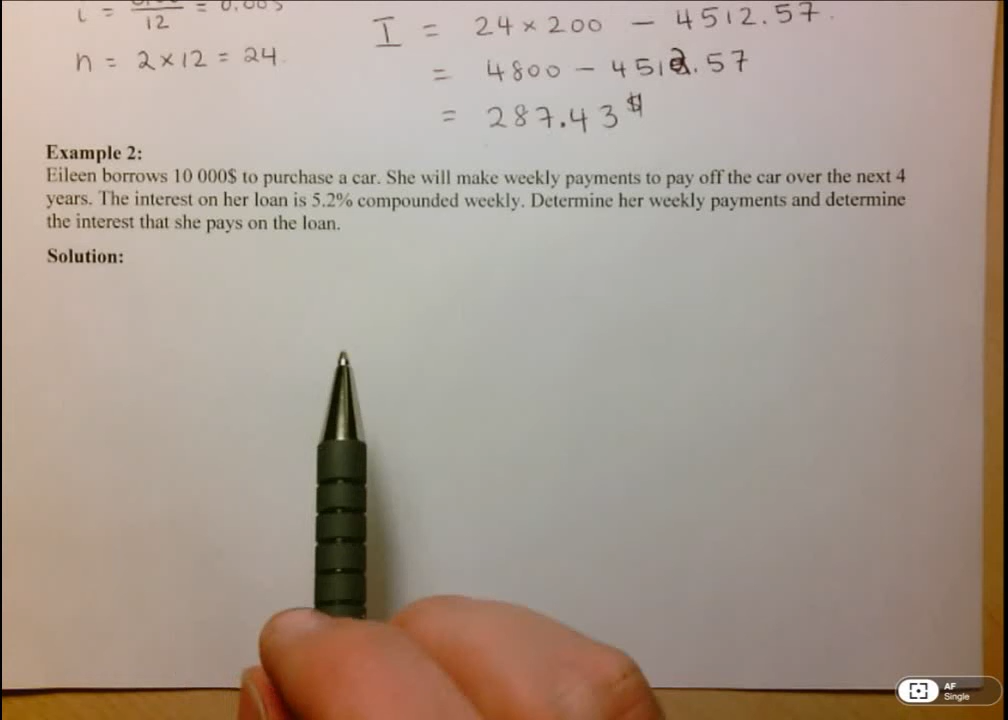 i = 12 = 0.005
I = 24 × 200 - 4512.57.
n = 2 × 12 = 24.
= 4800 - 4512.57
= 287.43$
Example 2:
Eileen borrows 10 000$ to purchase a car. She will make weekly payments to pay off the car over the next 4
years. The interest on her loan is 5.2% compounded weekly. Determine her weekly payments and determine
the interest that she pays on the loan.
Solution:
AF
Single